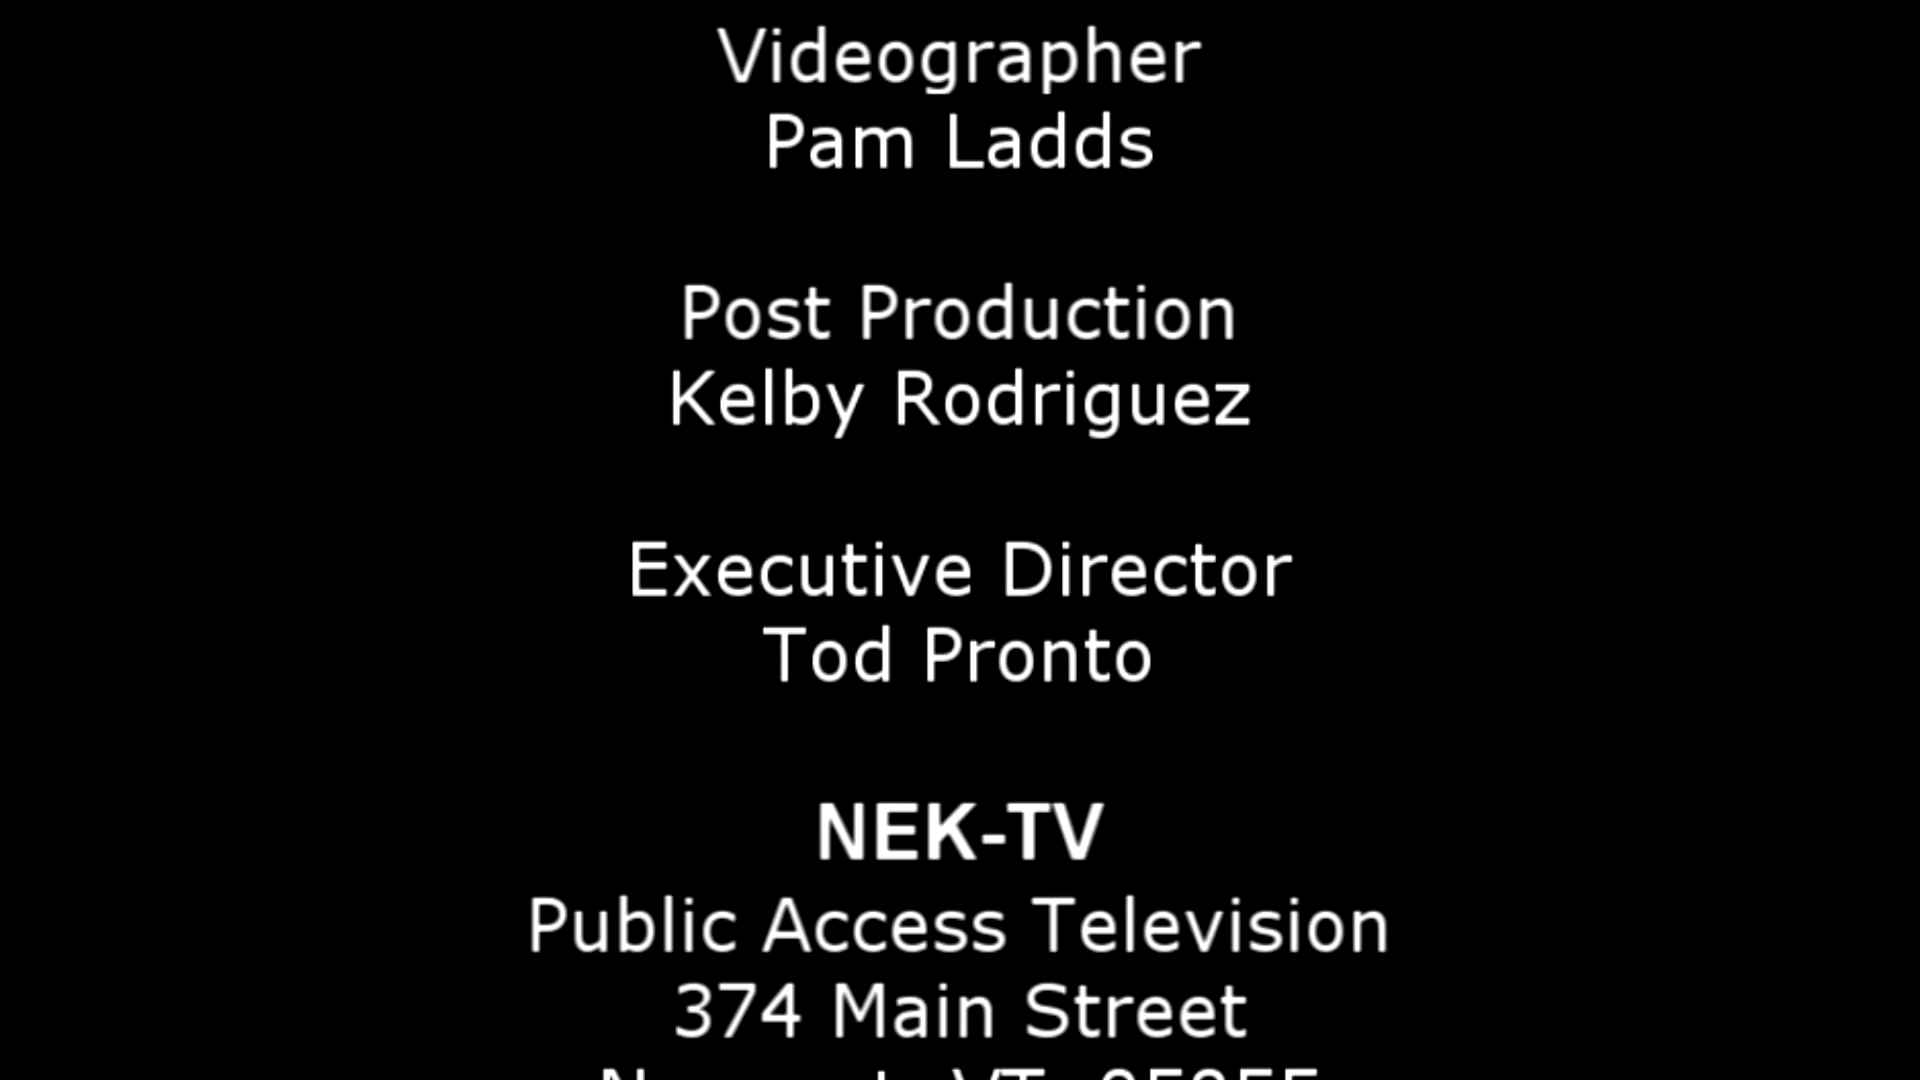 Videographer
Pam Ladds
Post Production
Kelby Rodriguez
Executive Director
Tod Pronto
NEK-TV
Public Access Television
374 Main Street